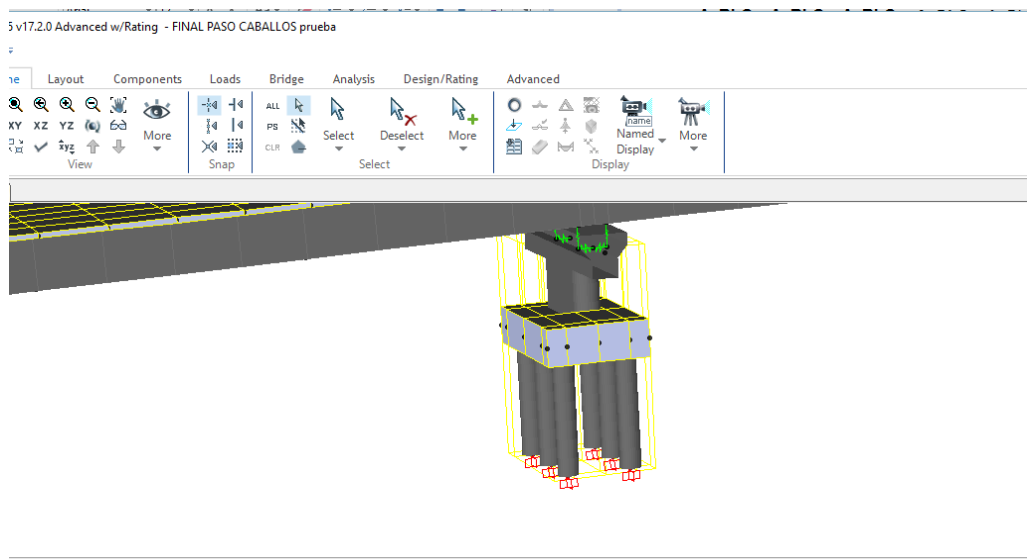 v17.2.0 Advanced w/Rating - FINAL PASO CABALLOS prueba
Layout Components Loads Bridge Analysis Design/Rating Advanced
ALL
XY XZ YZ
PS
name
More
Select
Deselect
More
Named
Display
More
xyz
CLR
View
Snap
Select
Display